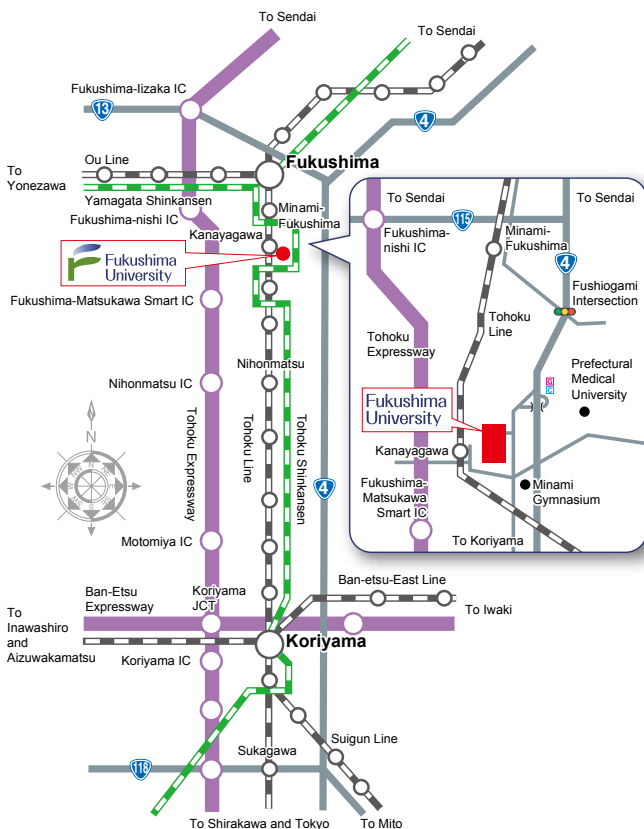 To Sendai
To Sendai
Fukushima-Iizaka IC
13
4
Ou Line
Fukushima
To
Yonezawa
Yamagata Shinkansen
Fukushima-nishi IC
Minami-
Fukushima
Kanayagawa
Fukushima
University
Fukushima-Matsukawa Smart IC
Nihonmatsu
Nihonmatsu IC
Tohoku Expressway
Tohoku Line
Tohoku Shinkansen
4
N
N
E
S
W
NE
SE
SW
NW
Motomiya IC
Ban-Etsu
Expressway
Koriyama
JCT
Ban-etsu-East Line
To Iwaki
To
Inawashiro
and
Aizuwakamatsu
Koriyama
Koriyama IC
Suigun Line
Sukagawa
118
To Shirakawa and Tokyo
To Mito
To Sendai
To Sendai
115
Fukushima-
nishi IC
Minami-
Fukushima
4
Fushiogami
Intersection
Tohoku
Line
Tohoku
Expressway
Prefectural
Medical
University
G
C
Fukushima
University
Kanayagawa
Fukushima-
Matsukawa
Smart IC
Minami
Gymnasium
To Koriyama